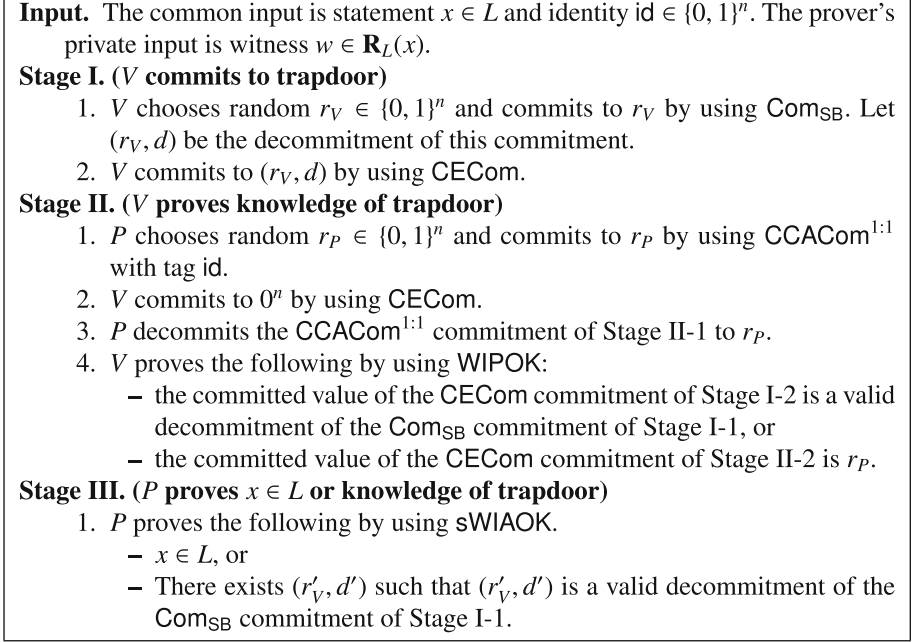 Input. The common input is statement x ∈ L and identity id ∈ {0, 1}ⁿ. The prover's
private input is witness w ∈ R_L(x).
Stage I. (V commits to trapdoor)
1. V chooses random r_V ∈ {0, 1}ⁿ and commits to r_V by using Com_SB. Let
(r_V, d) be the decommitment of this commitment.
2. V commits to (r_V, d) by using CECom.
Stage II. (V proves knowledge of trapdoor)
1. P chooses random r_P ∈ {0, 1}ⁿ and commits to r_P by using CCACom^{1:1}
with tag id.
2. V commits to 0ⁿ by using CECom.
3. P decommits the CCACom^{1:1} commitment of Stage II-1 to r_P.
4. V proves the following by using WIPOK:
– the committed value of the CECom commitment of Stage I-2 is a valid
decommitment of the Com_SB commitment of Stage I-1, or
– the committed value of the CECom commitment of Stage II-2 is r_P.
Stage III. (P proves x ∈ L or knowledge of trapdoor)
1. P proves the following by using sWIAOK.
– x ∈ L, or
– There exists (r′_V, d′) such that (r′_V, d′) is a valid decommitment of the
Com_SB commitment of Stage I-1.